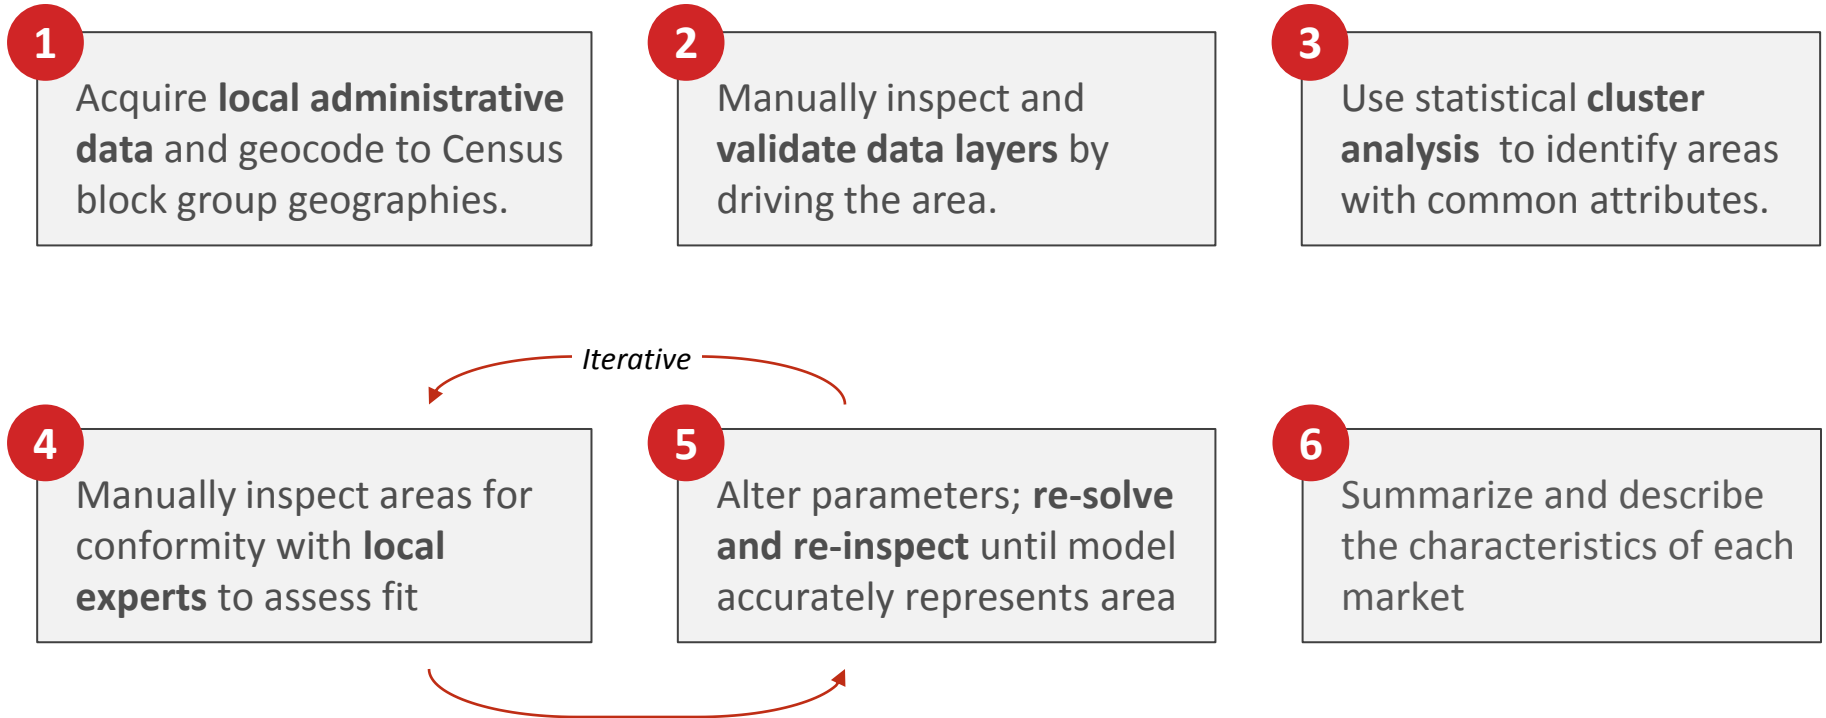 1
Acquire local administrative
data and geocode to Census
block group geographies.
2
Manually inspect and
validate data layers by
driving the area.
3
Use statistical cluster
analysis  to identify areas
with common attributes.
Iterative
4
Manually inspect areas for
conformity with local
experts to assess fit
5
Alter parameters; re-solve
and re-inspect until model
accurately represents area
6
Summarize and describe
the characteristics of each
market